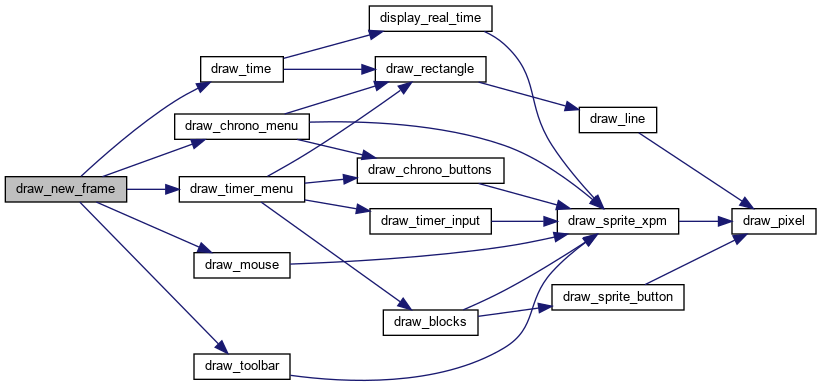 draw_new_frame
draw_time
draw_chrono_menu
draw_timer_menu
draw_mouse
draw_toolbar
display_real_time
draw_rectangle
draw_chrono_buttons
draw_timer_input
draw_blocks
draw_line
draw_sprite_xpm
draw_sprite_button
draw_pixel